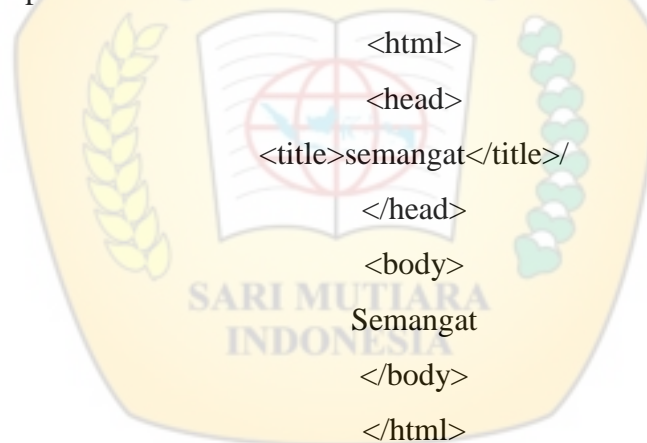 <html>
<head>
<title>semangat</title>/
</head>
<body>
SARI MUTIARA
Semangat
INDONESIA
</body>
</html>